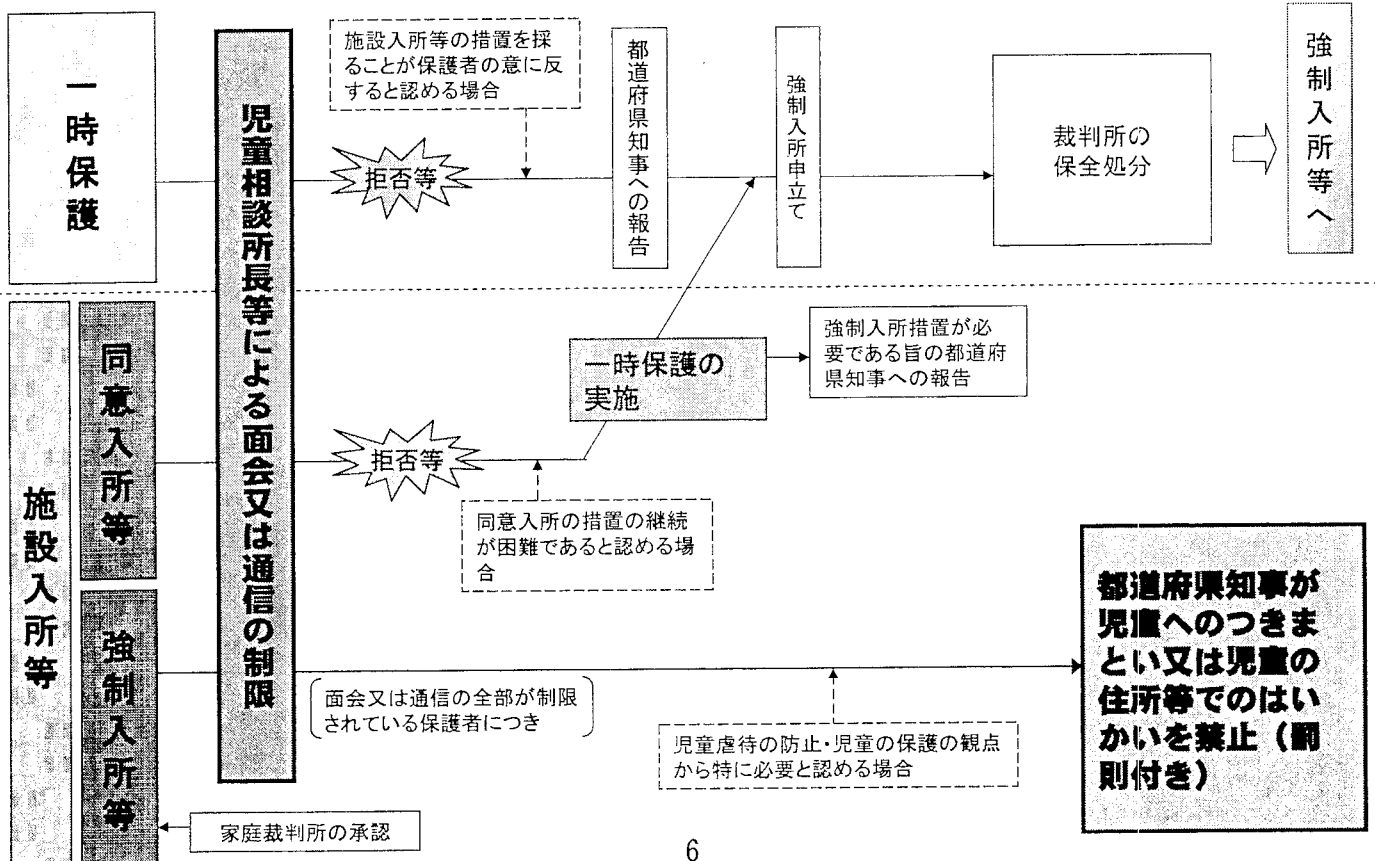 一時保護
児童相談所長等による面会又は通信の制限
施設入所等の措置を採
ることが保護者の意に反
すると認める場合
拒否等
都道府県知事への報告
強制入所申立て
裁判所の
保全処分
強制入所等へ
施設入所等
同意入所等
拒否等
一時保護の
実施
強制入所措置が必
要である旨の都道府
県知事への報告
同意入所の措置の継続
が困難であると認める場
合
強制入所等
面会又は通信の全部が制限
されている保護者につき
児童虐待の防止・児童の保護の観点
から特に必要と認める場合
都道府県知事が
児童へのつきま
とい又は児童の
住所等でのはい
かいを禁止（罰
則付き）
家庭裁判所の承認
6